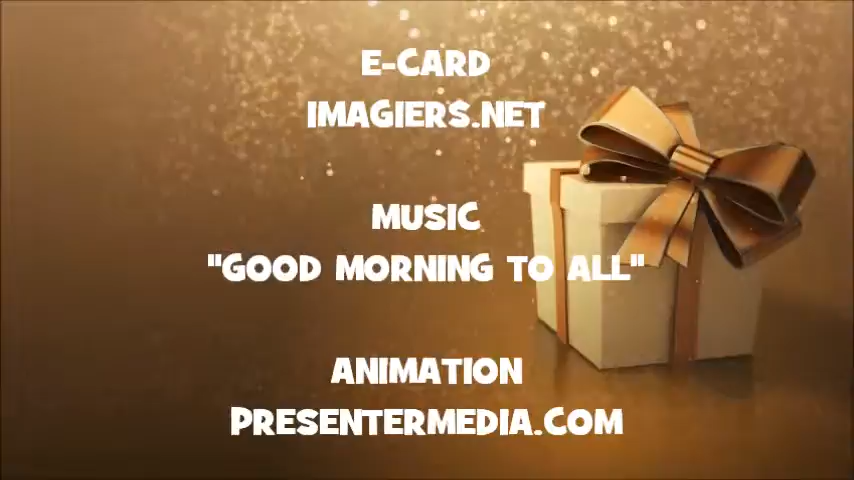 E-CARD
IMAGIERS.NET
MUSIC
"GOOD MORNING TO ALL"
ANIMATION
PRESENTERMEDIA.COM